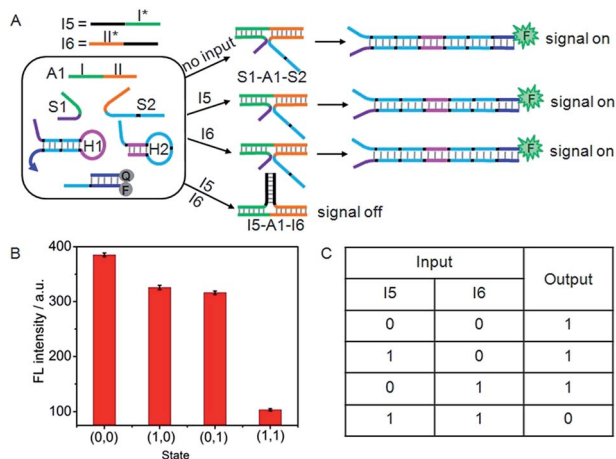 A
I5 = I*
I6 = II*
A1 I II
S1 S2
H1 H2
Q
F
no input
I5
I6
I5
I6
S1-A1-S2
F signal on
F signal on
F signal on
I5-A1-I6
signal off
B
FL intensity / a.u.
400
300
200
100
(0,0) (1,0) (0,1) (1,1)
State
C
Input Output
I5 I6
0 0 1
1 0 1
0 1 1
1 1 0